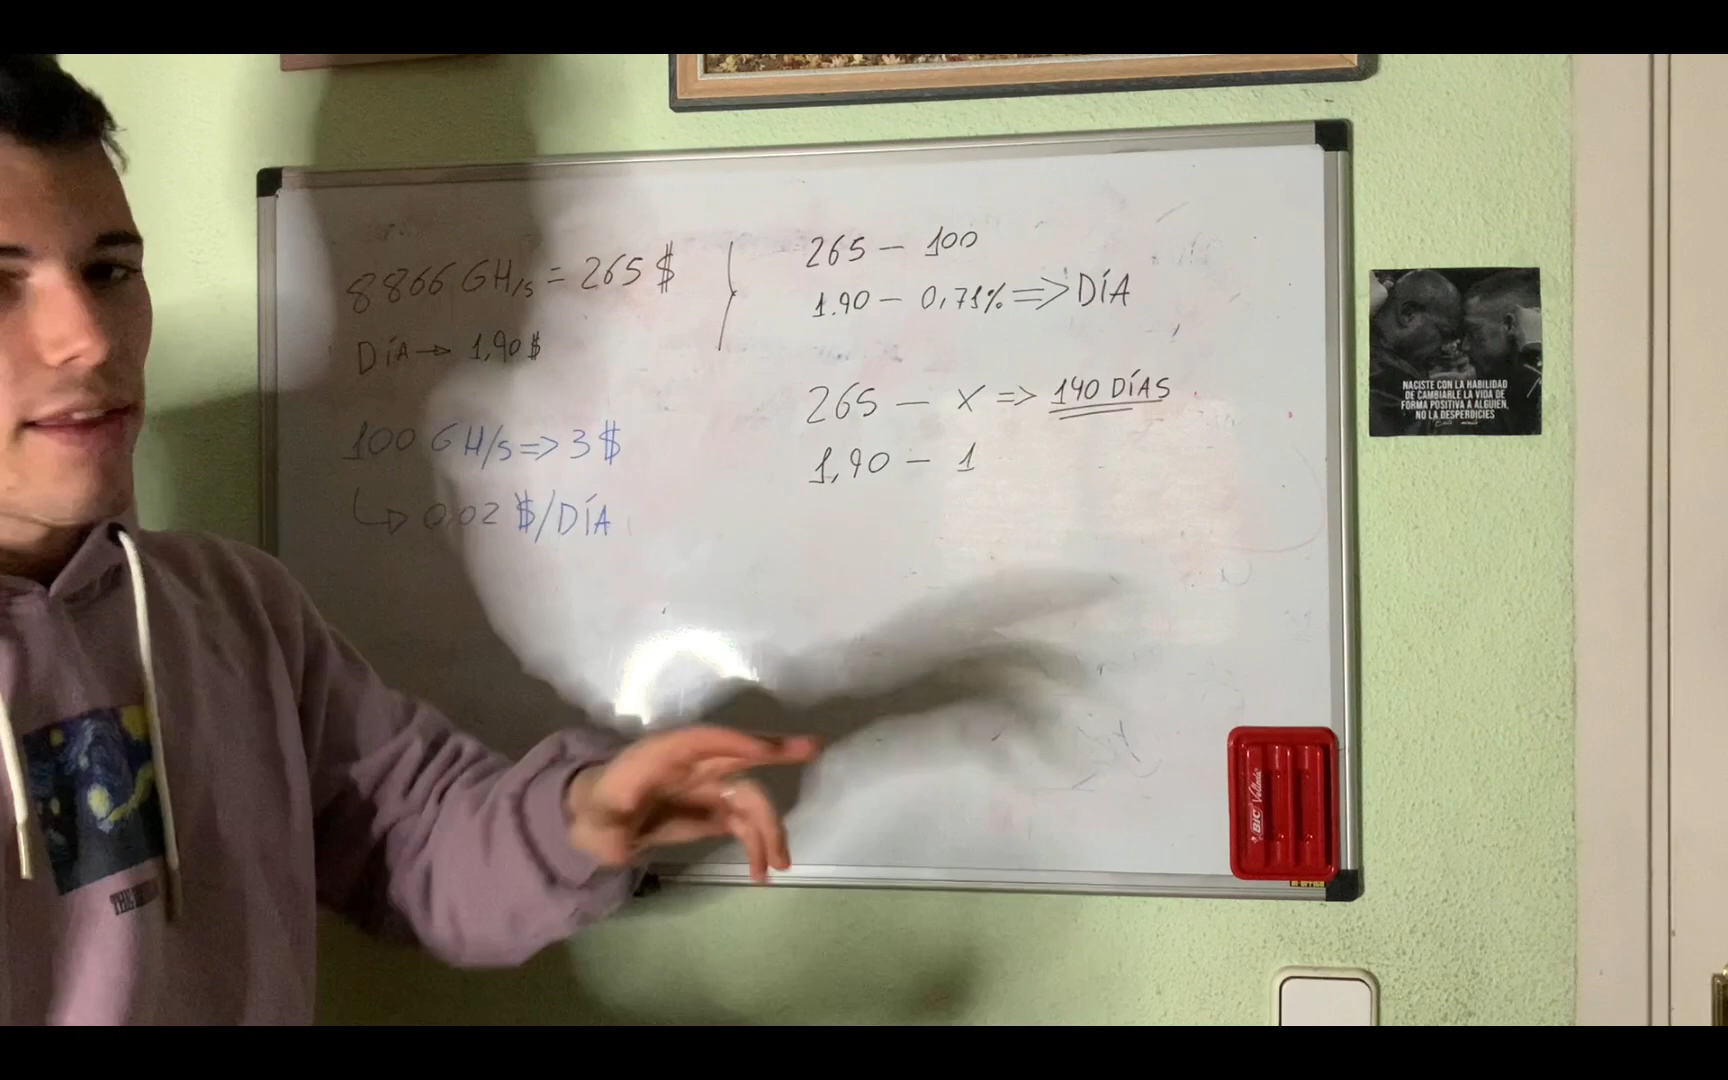 8866 GH/s = 265 $
DÍA → 1,90 $
100 GH/s => 3 $
↳ 0,02 $/DÍA
265 — 100
1.90 — 0,71% => DÍA
265 — x => 140 DÍAS
1,90 — 1
NACISTE CON LA HABILIDAD
DE CAMBIARLE LA VIDA DE
FORMA POSITIVA A ALGUIEN,
NO LA DESPERDICIES
BIC Velleda